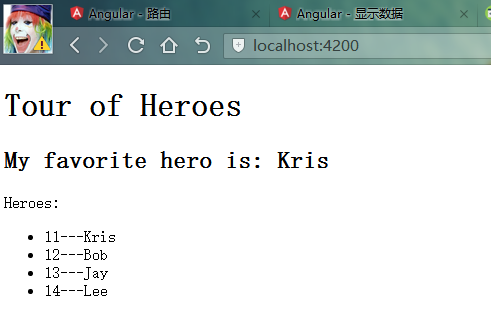 Angular - 路由
Angular - 显示数据
localhost:4200
Tour of Heroes
My favorite hero is: Kris
Heroes:
11---Kris
12---Bob
13---Jay
14---Lee